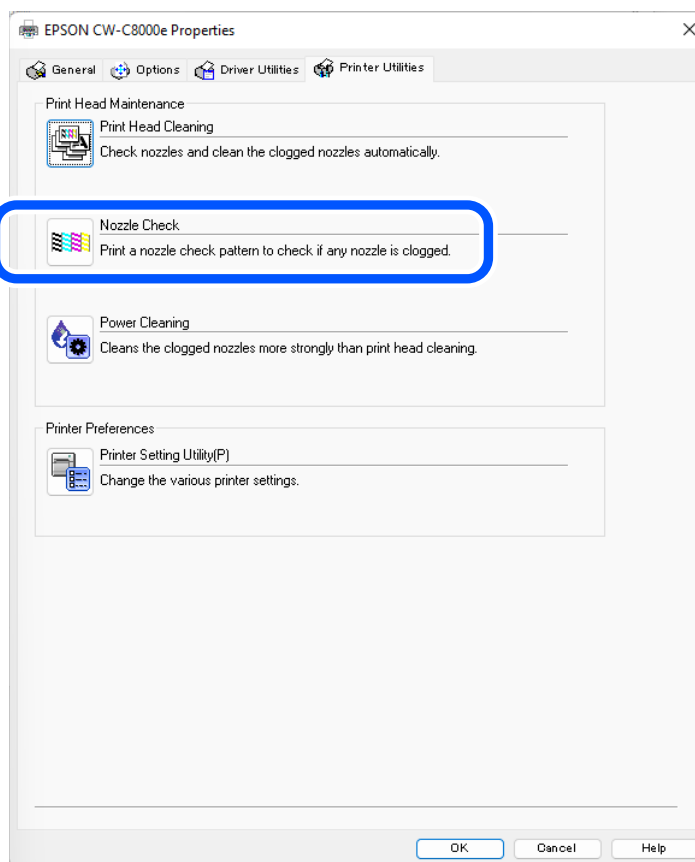 EPSON CW-C8000e Properties
General Options Driver Utilities Printer Utilities
Print Head Maintenance
Print Head Cleaning
Check nozzles and clean the clogged nozzles automatically.
Nozzle Check
Print a nozzle check pattern to check if any nozzle is clogged.
Power Cleaning
Cleans the clogged nozzles more strongly than print head cleaning.
Printer Preferences
Printer Setting Utility(P)
Change the various printer settings.
OK Cancel Help